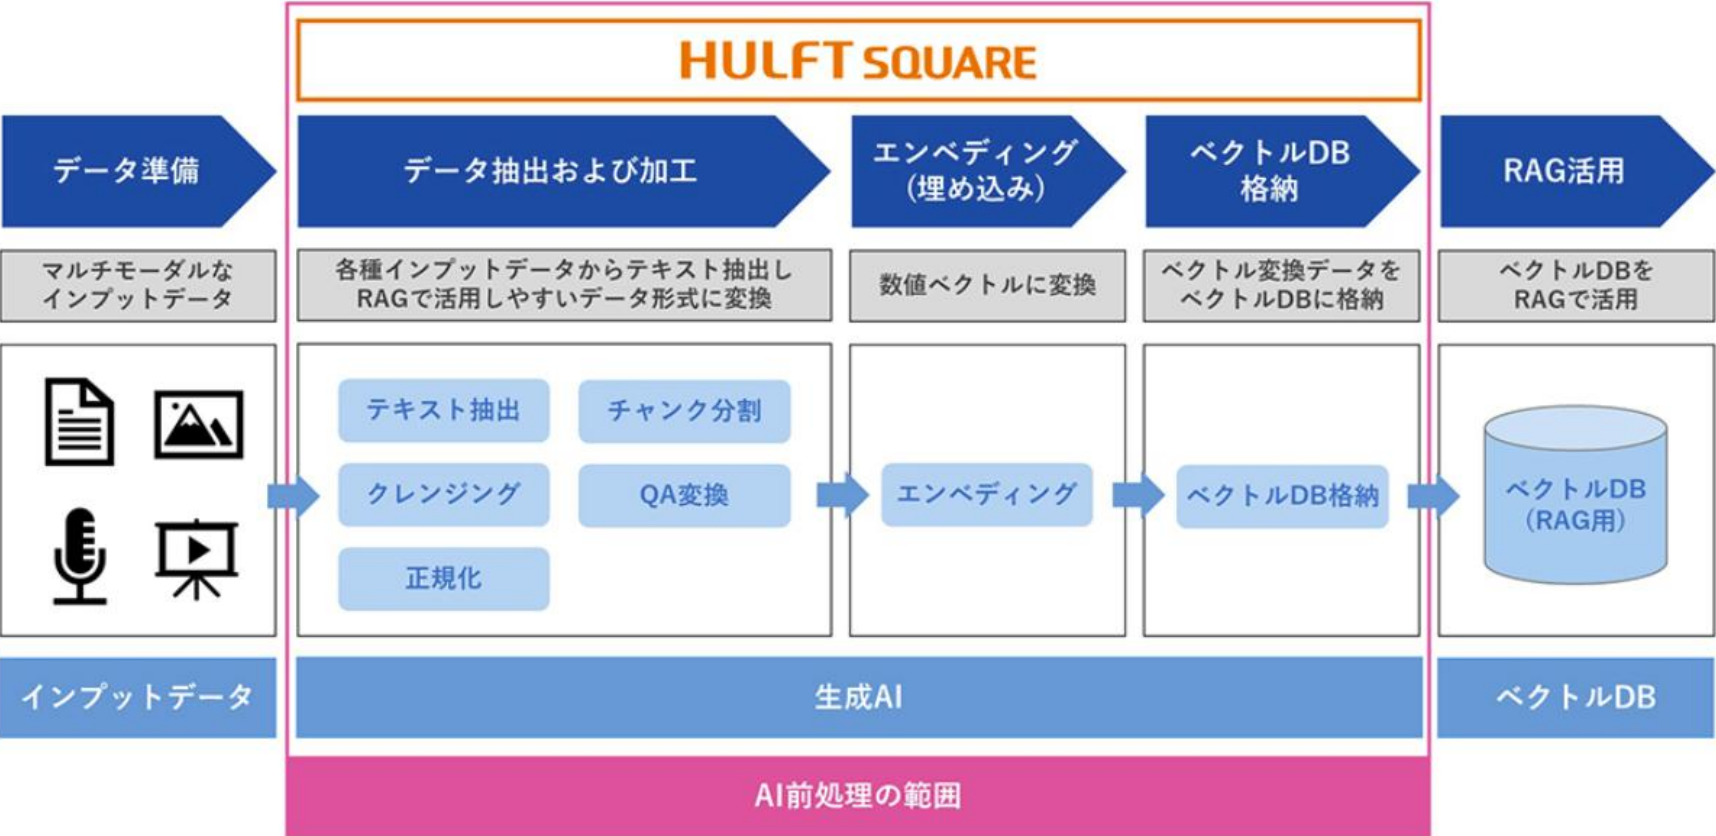 HULFT SQUARE
データ準備
データ抽出および加工
エンベディング
(埋め込み)
ベクトルDB
格納
RAG活用
マルチモーダルな
インプットデータ
各種インプットデータからテキスト抽出し
RAGで活用しやすいデータ形式に変換
数値ベクトルに変換
ベクトル変換データを
ベクトルDBに格納
ベクトルDBを
RAGで活用
テキスト抽出
チャンク分割
クレンジング
QA変換
正規化
エンベディング
ベクトルDB格納
ベクトルDB
(RAG用)
インプットデータ
生成AI
ベクトルDB
AI前処理の範囲